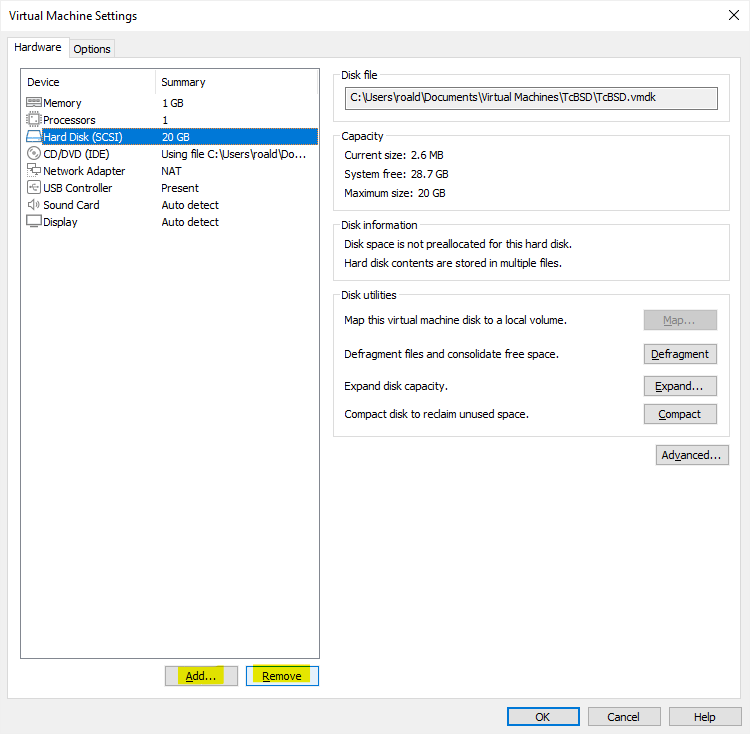 Virtual Machine Settings
Hardware Options
Device Summary
Memory 1 GB
Processors 1
Hard Disk (SCSI) 20 GB
CD/DVD (IDE) Using file C:\Users\roald\Do...
Network Adapter NAT
USB Controller Present
Sound Card Auto detect
Display Auto detect
Add...
Remove
Disk file
C:\Users\roald\Documents\Virtual Machines\TcBSD\TcBSD.vmdk
Capacity
Current size: 2.6 MB
System free: 28.7 GB
Maximum size: 20 GB
Disk information
Disk space is not preallocated for this hard disk.
Hard disk contents are stored in multiple files.
Disk utilities
Map this virtual machine disk to a local volume. Map...
Defragment files and consolidate free space. Defragment
Expand disk capacity. Expand...
Compact disk to reclaim unused space. Compact
Advanced...
OK Cancel Help